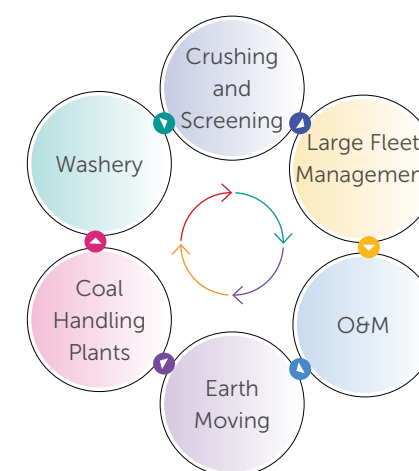 Crushing
and
Screening
Large Fleet
Managemen
O&M
Earth
Moving
Coal
Handling
Plants
Washery